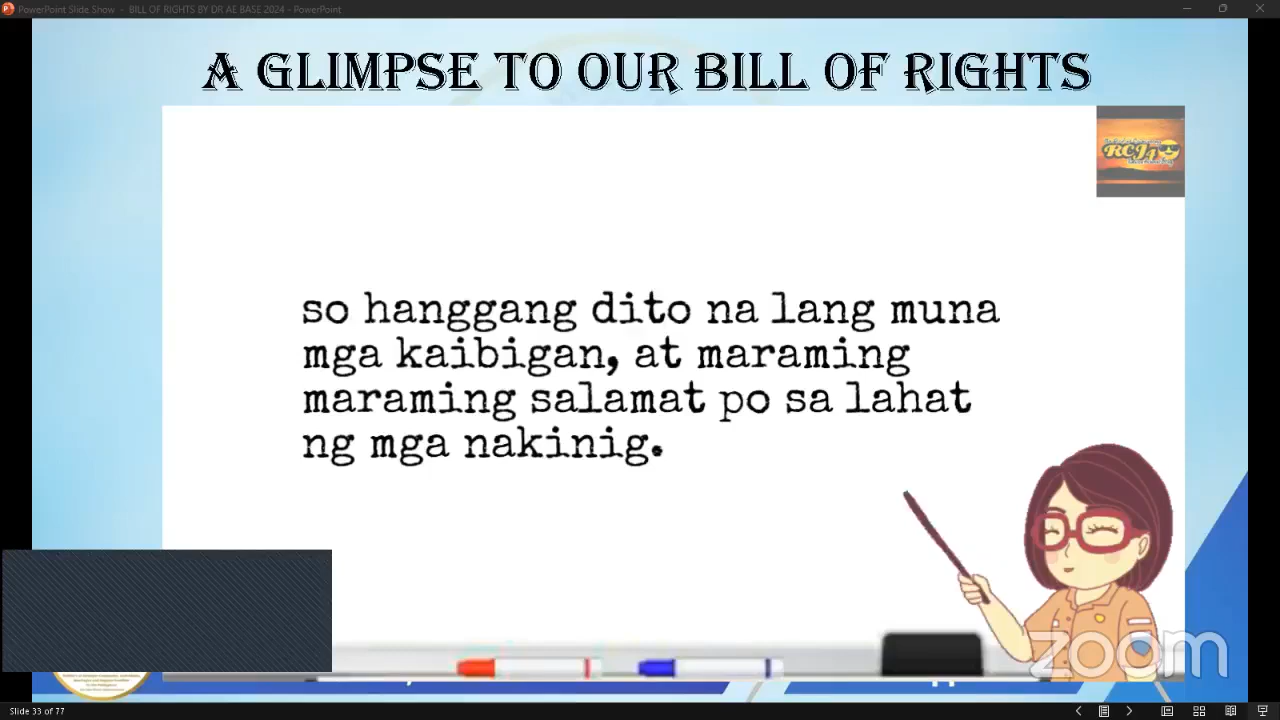 PowerPoint Slide Show - BILL OF RIGHTS BY DR AE BASE 2024 - PowerPoint
A GLIMPSE TO OUR BILL OF RIGHTS
RCJ4
so hanggang dito na lang muna
mga kaibigan, at maraming
maraming salamat po sa lahat
ng mga nakinig.
zoom
Slide 33 of 77